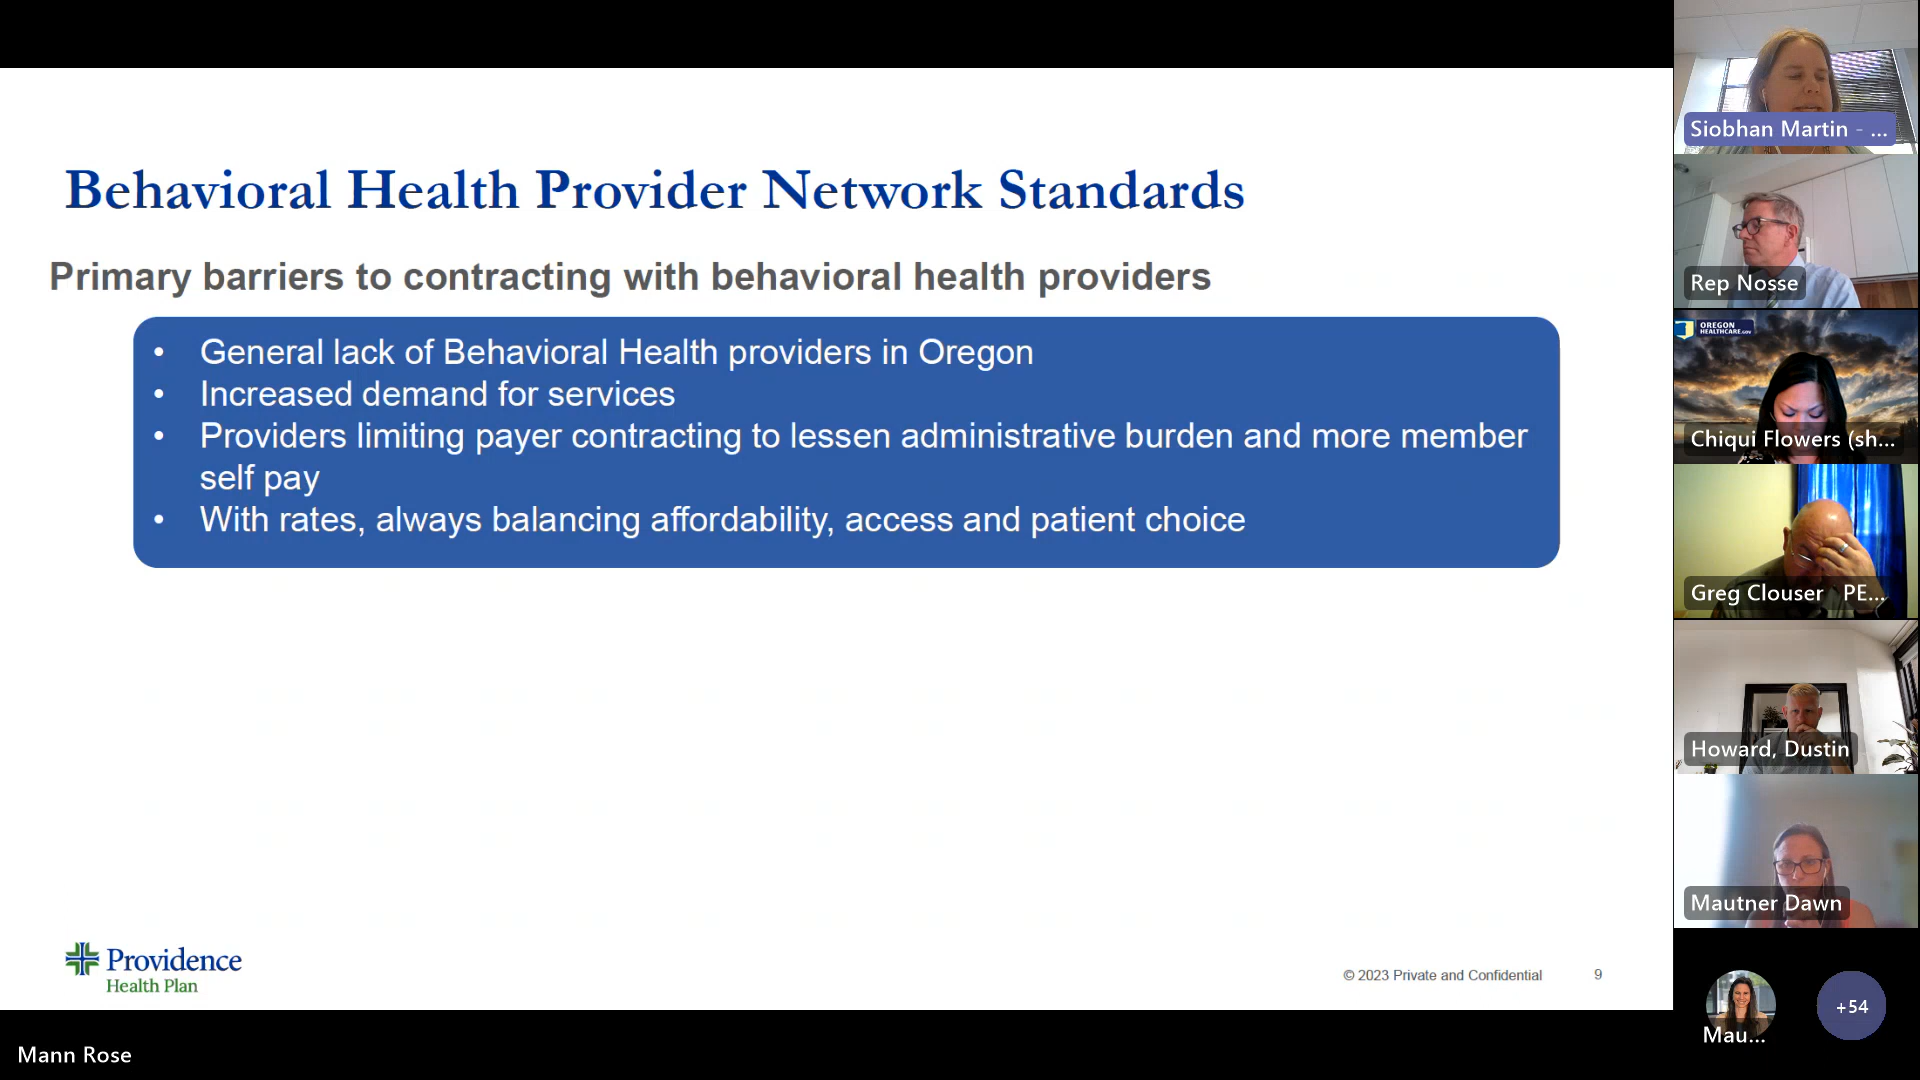 Behavioral Health Provider Network Standards
Primary barriers to contracting with behavioral health providers
• General lack of Behavioral Health providers in Oregon
• Increased demand for services
• Providers limiting payer contracting to lessen administrative burden and more member
self pay
• With rates, always balancing affordability, access and patient choice
Providence
Health Plan
© 2023 Private and Confidential
9
Mann Rose
Siobhan Martin - ...
Rep Nosse
OREGON
HEALTHCARE.gov
Chiqui Flowers (sh...
Greg Clouser PE...
Howard, Dustin
Mautner Dawn
Mau...
+54